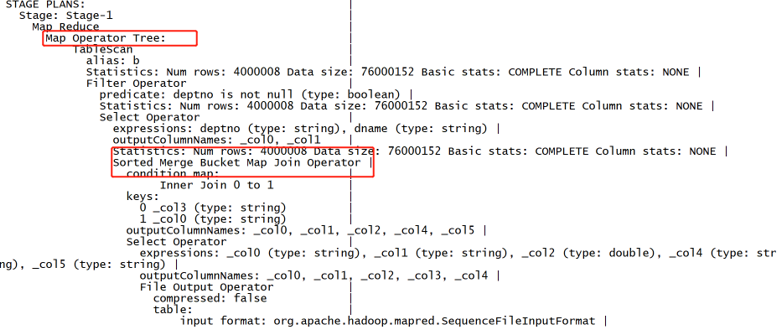 STAGE PLANS: |
Stage: Stage-1 |
Map Reduce |
Map Operator Tree: |
TableScan |
alias: b |
Statistics: Num rows: 4000008 Data size: 76000152 Basic stats: COMPLETE Column stats: NONE |
Filter Operator |
predicate: deptno is not null (type: boolean) |
Statistics: Num rows: 4000008 Data size: 76000152 Basic stats: COMPLETE Column stats: NONE |
Select Operator |
expressions: deptno (type: string), dname (type: string) |
outputColumnNames: _col0, _col1 |
Statistics: Num rows: 4000008 Data size: 76000152 Basic stats: COMPLETE Column stats: NONE |
Sorted Merge Bucket Map Join Operator |
condition map: |
Inner Join 0 to 1 |
keys: |
0 _col3 (type: string) |
1 _col0 (type: string) |
outputColumnNames: _col0, _col1, _col2, _col4, _col5 |
Select Operator |
expressions: _col0 (type: string), _col1 (type: string), _col2 (type: double), _col4 (type: stri
ng), _col5 (type: string) |
outputColumnNames: _col0, _col1, _col2, _col3, _col4 |
File Output Operator |
compressed: false |
table: |
input format: org.apache.hadoop.mapred.SequenceFileInputFormat |